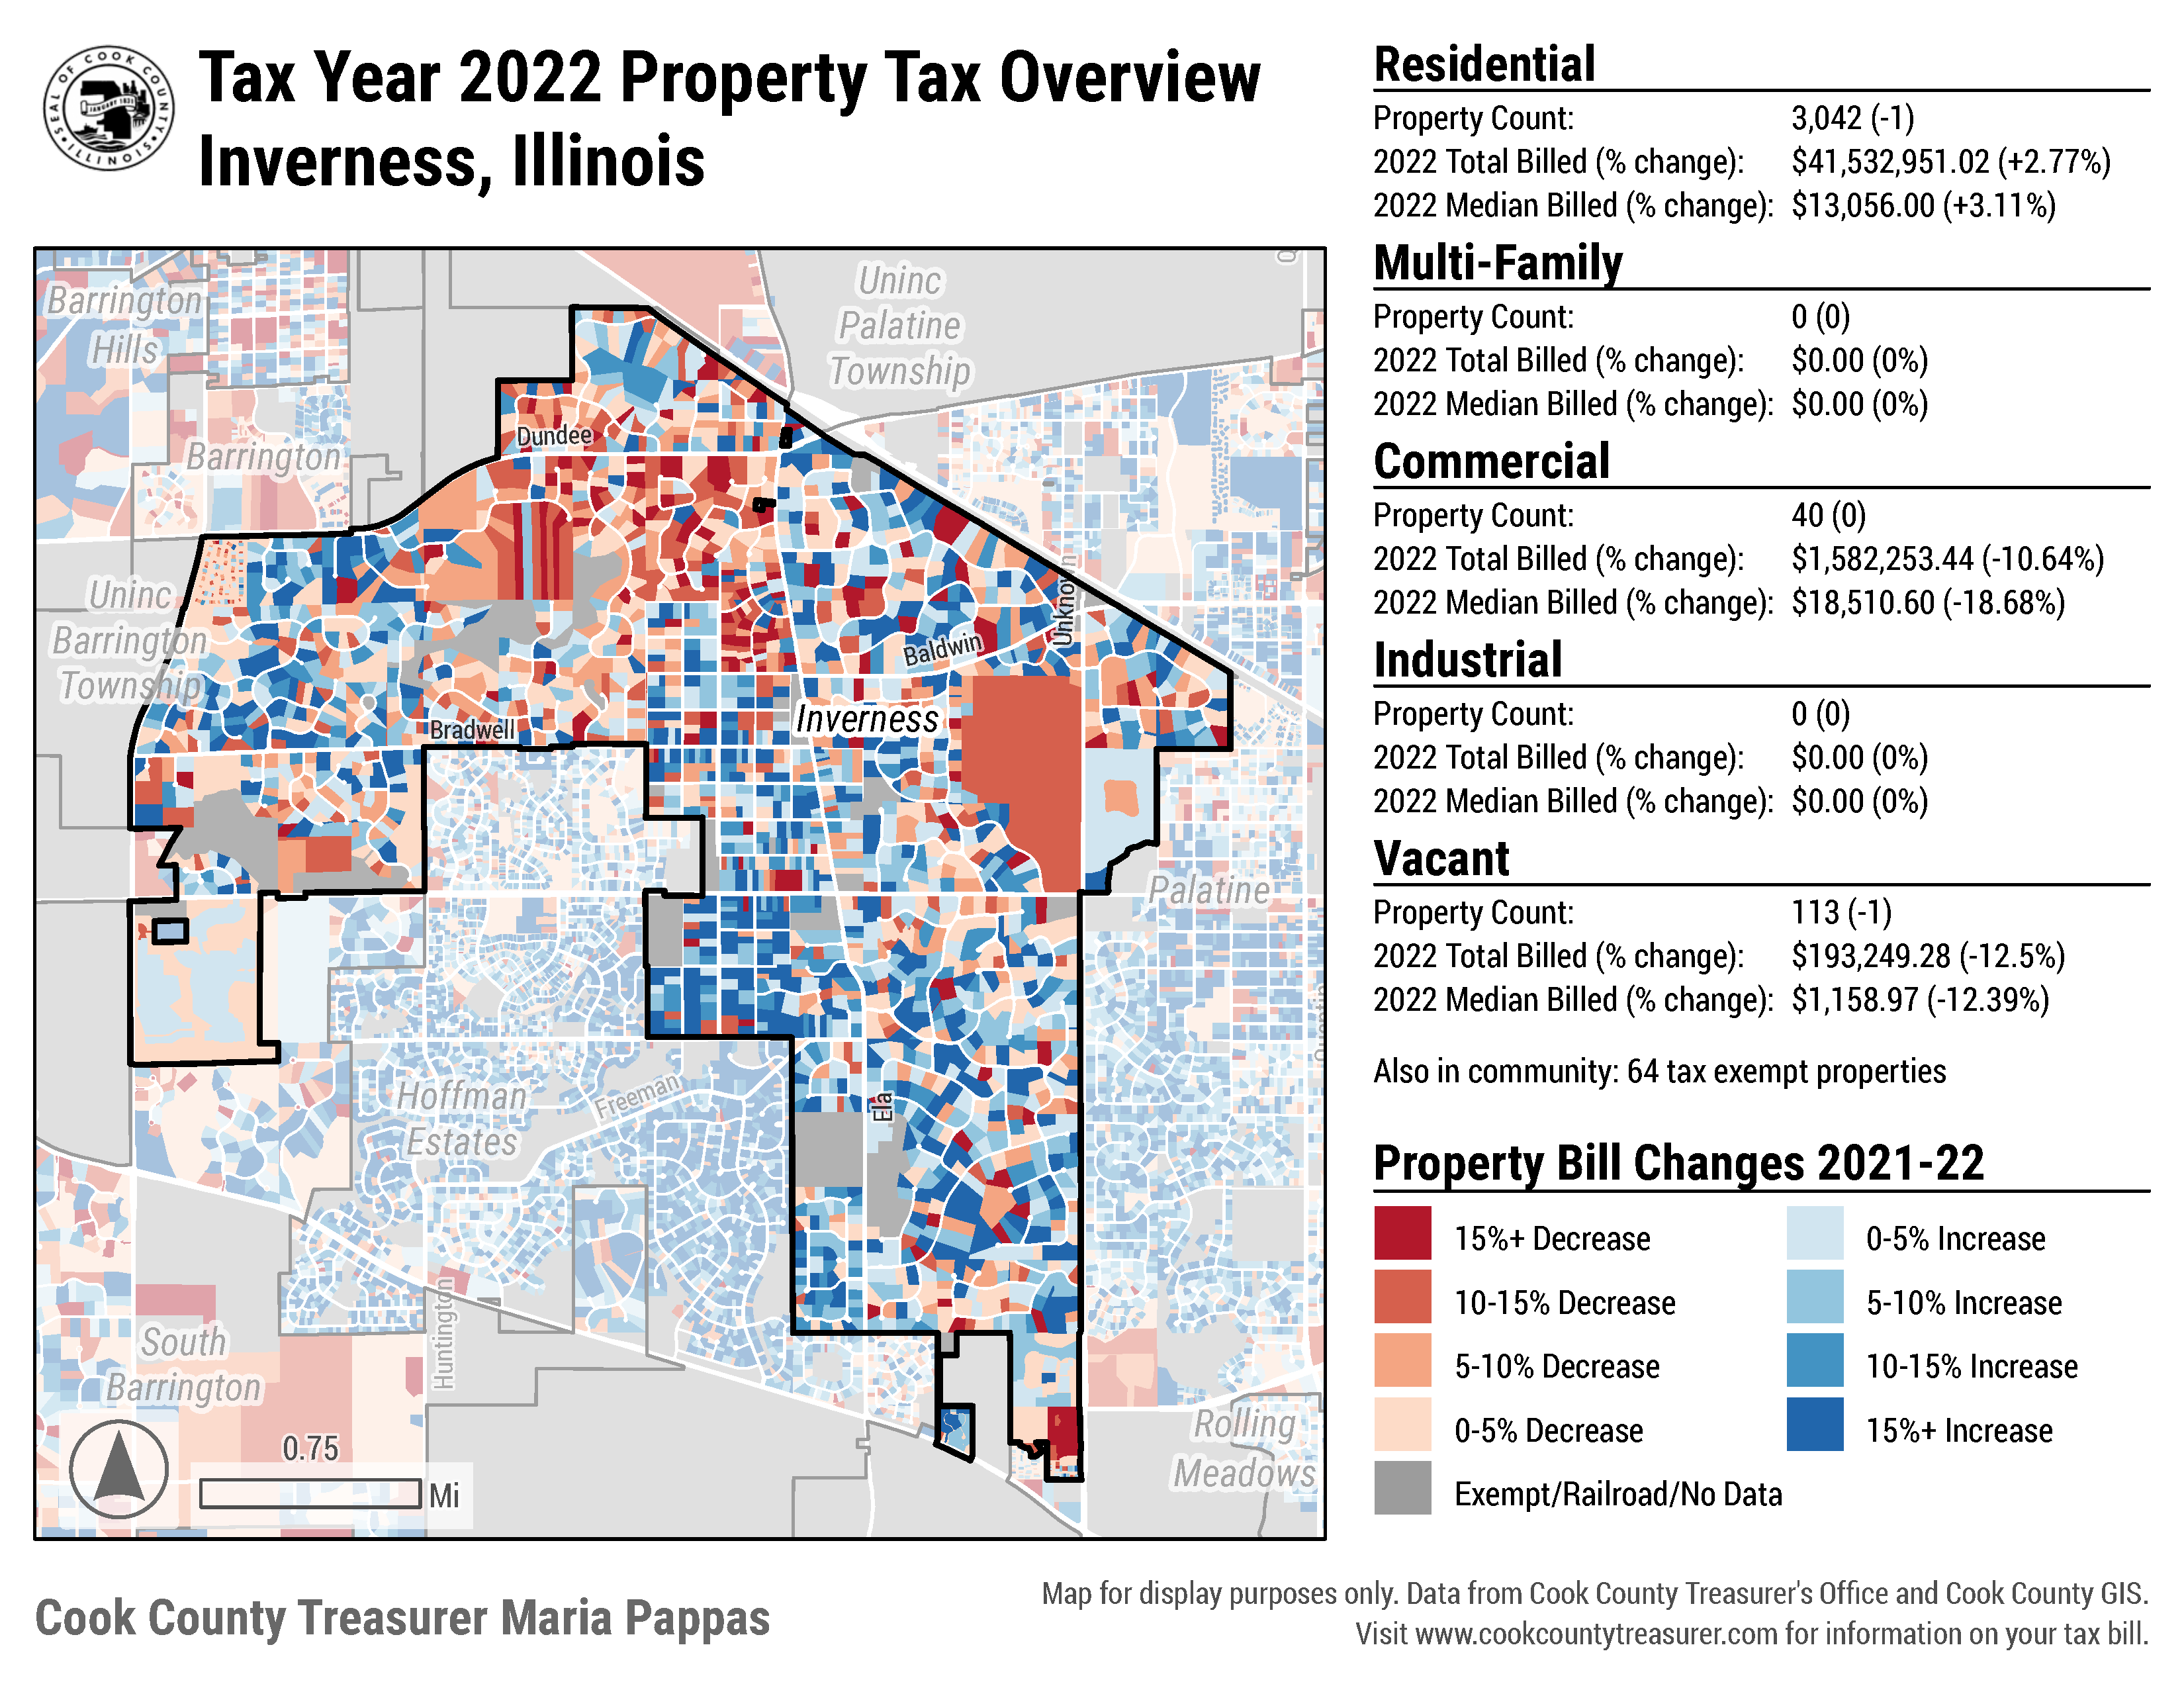 SEAL OF COOK COUNTY
ILLINOIS
JANUARY 1831
Tax Year 2022 Property Tax Overview
Inverness, Illinois
Residential
Property Count: 3,042 (-1)
2022 Total Billed (% change): $41,532,951.02 (+2.77%)
2022 Median Billed (% change): $13,056.00 (+3.11%)
Multi-Family
Property Count: 0 (0)
2022 Total Billed (% change): $0.00 (0%)
2022 Median Billed (% change): $0.00 (0%)
Commercial
Property Count: 40 (0)
2022 Total Billed (% change): $1,582,253.44 (-10.64%)
2022 Median Billed (% change): $18,510.60 (-18.68%)
Industrial
Property Count: 0 (0)
2022 Total Billed (% change): $0.00 (0%)
2022 Median Billed (% change): $0.00 (0%)
Vacant
Property Count: 113 (-1)
2022 Total Billed (% change): $193,249.28 (-12.5%)
2022 Median Billed (% change): $1,158.97 (-12.39%)
Also in community: 64 tax exempt properties
Property Bill Changes 2021-22
15%+ Decrease
10-15% Decrease
5-10% Decrease
0-5% Decrease
Exempt/Railroad/No Data
0-5% Increase
5-10% Increase
10-15% Increase
15%+ Increase
Barrington
Hills
Uninc
Palatine
Township
Dundee
Barrington
Uninc
Barrington
Township
Unknown
Baldwin
Inverness
Bradwell
Palatine
Hoffman
Estates
Freeman
Ela
Huntington
South
Barrington
Rolling
Meadows
0.75
Mi
Cook County Treasurer Maria Pappas
Map for display purposes only. Data from Cook County Treasurer's Office and Cook County GIS.
Visit www.cookcountytreasurer.com for information on your tax bill.